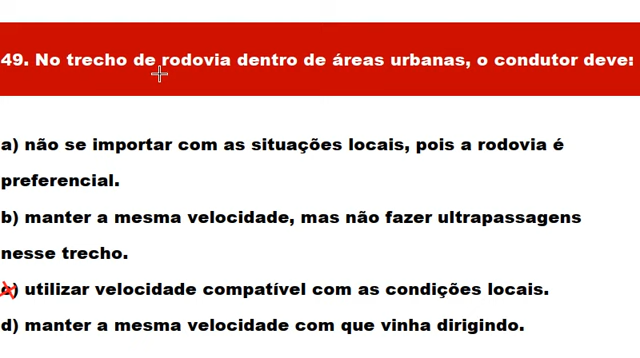 49. No trecho de rodovia dentro de áreas urbanas, o condutor deve:
a) não se importar com as situações locais, pois a rodovia é
preferencial.
b) manter a mesma velocidade, mas não fazer ultrapassagens
nesse trecho.
c) utilizar velocidade compatível com as condições locais.
d) manter a mesma velocidade com que vinha dirigindo.